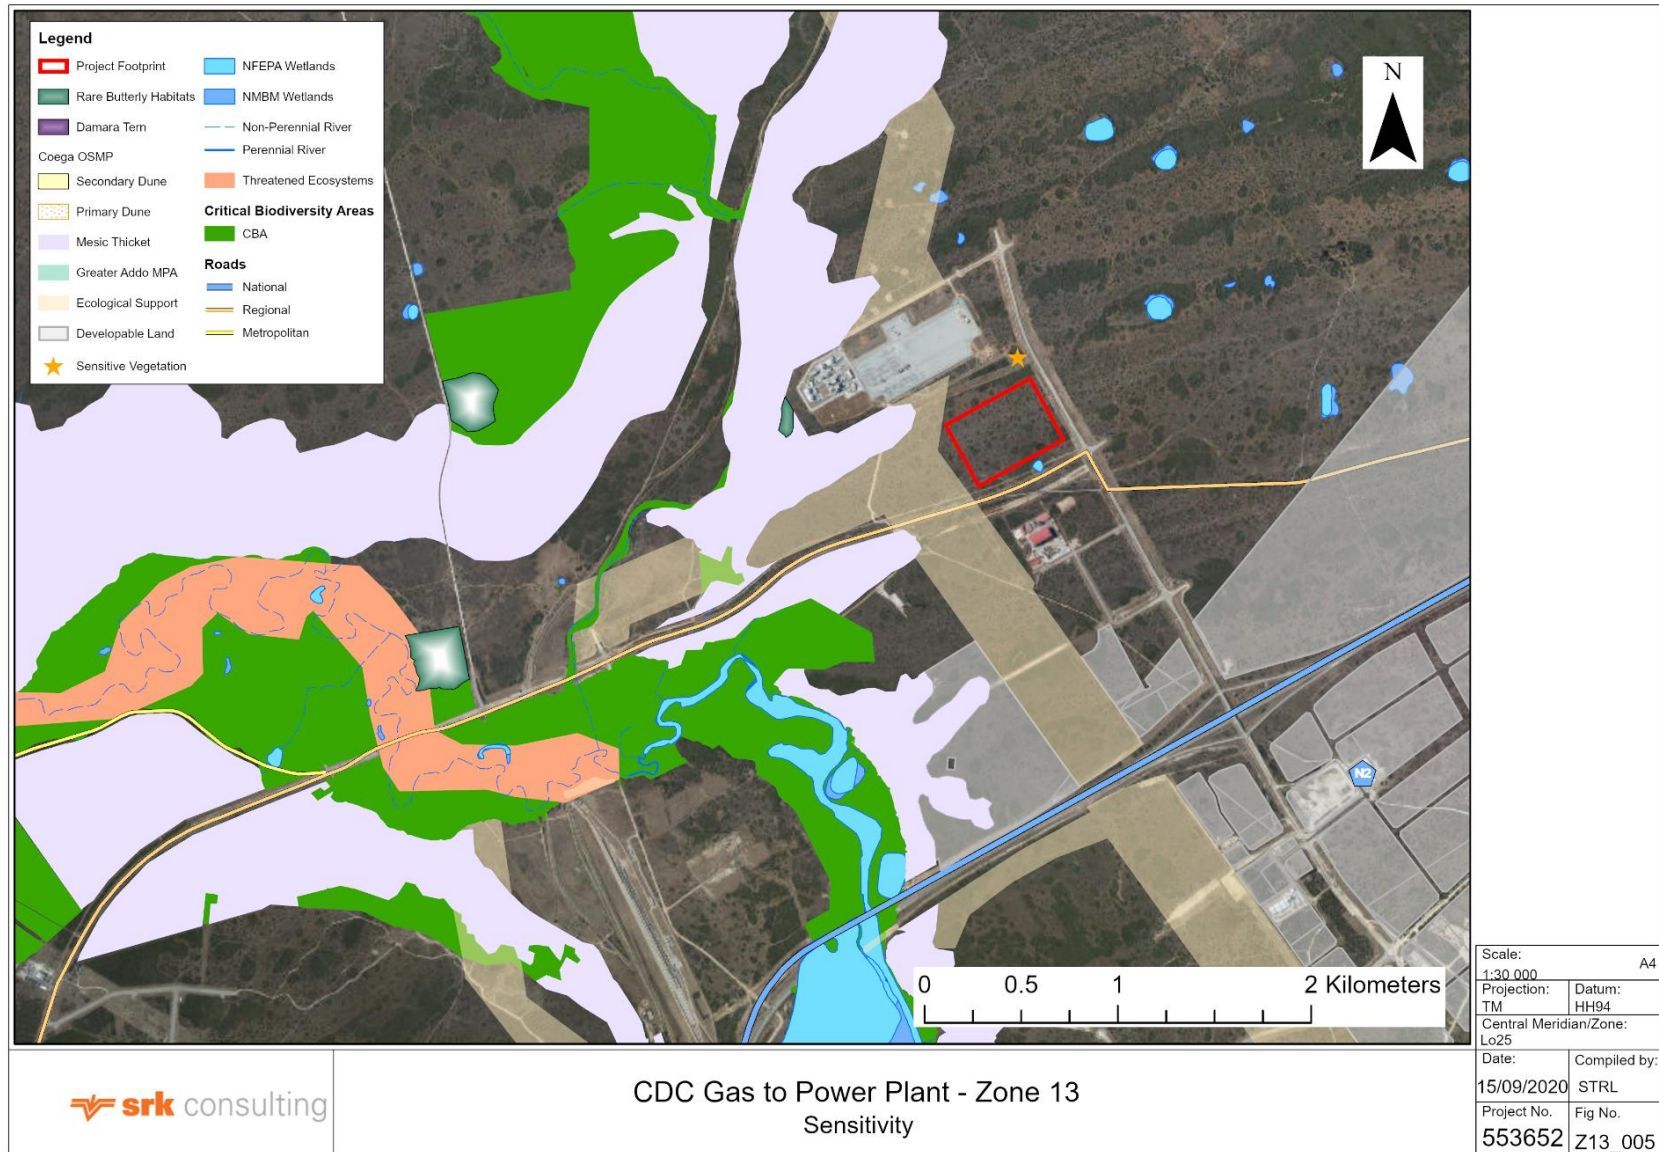 Legend
Project Footprint
Rare Butterly Habitats
Damara Tern
Coega OSMP
Secondary Dune
Primary Dune
Mesic Thicket
Greater Addo MPA
Ecological Support
Developable Land
Sensitive Vegetation
NFEPA Wetlands
NMBM Wetlands
Non-Perennial River
Perennial River
Threatened Ecosystems
Critical Biodiversity Areas
CBA
Roads
National
Regional
Metropolitan
N
N2
0 0.5 1 2 Kilometers
Scale:
1:30 000 A4
Projection: Datum:
TM HH94
Central Meridian/Zone:
Lo25
Date: Compiled by:
15/09/2020 STRL
Project No. Fig No.
553652 Z13_005
srk consulting
CDC Gas to Power Plant - Zone 13
Sensitivity